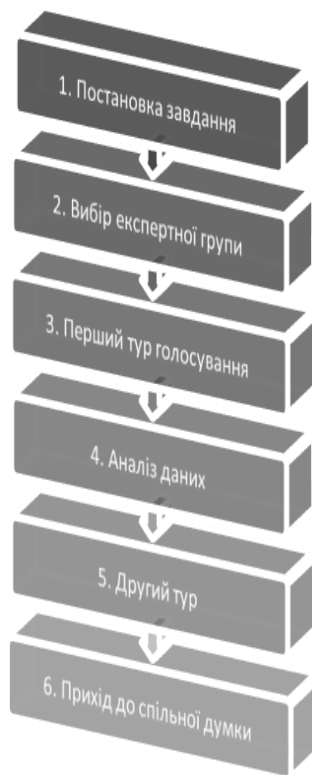 1. Постановка завдання
2. Вибір експертної групи
3. Перший тур голосування
4. Аналіз даних
5. Другий тур
6. Прихід до спільної думки